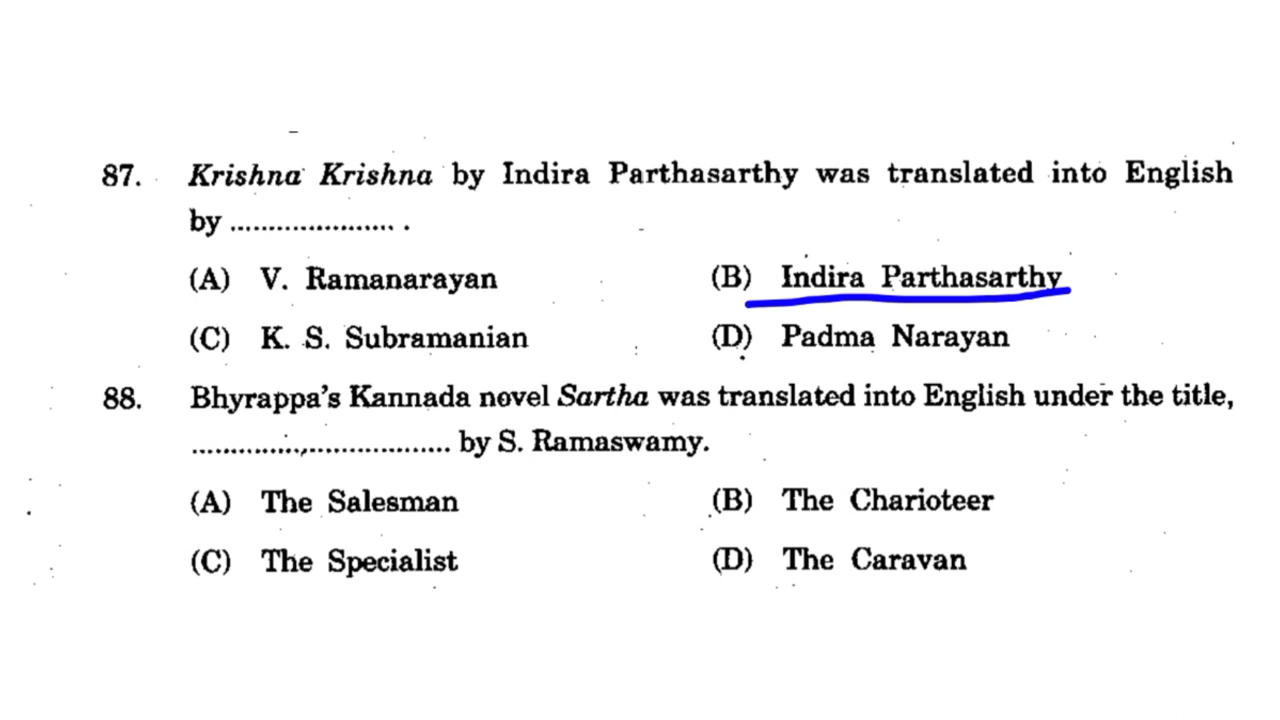 87. Krishna Krishna by Indira Parthasarthy was translated into English
by ..................... .
(A) V. Ramanarayan (B) Indira Parthasarthy
(C) K. S. Subramanian (D) Padma Narayan
88. Bhyrappa's Kannada novel Sartha was translated into English under the title,
.................................. by S. Ramaswamy.
(A) The Salesman (B) The Charioteer
(C) The Specialist (D) The Caravan